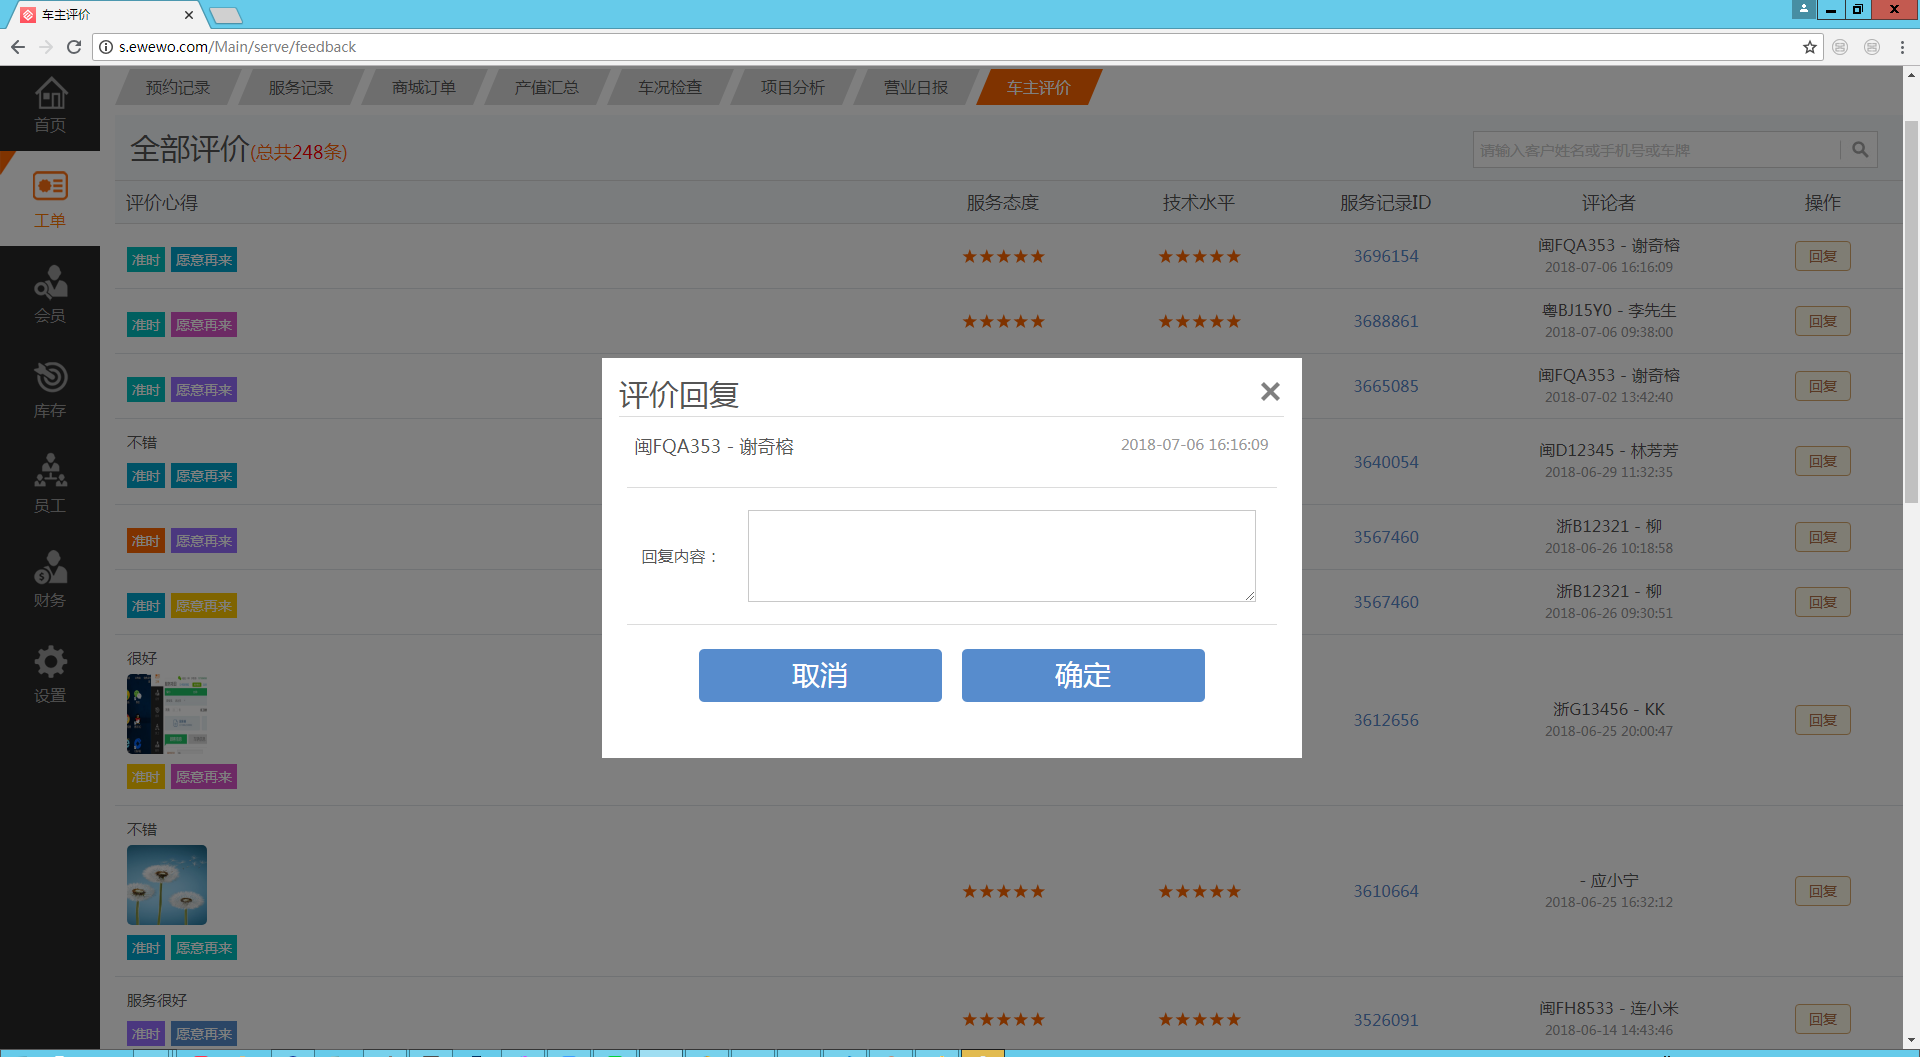 车主评价
s.ewewo.com/Main/serve/feedback
首页
工单
会员
库存
员工
财务
设置
预约记录 服务记录 商城订单 产值汇总 车况检查 项目分析 营业日报 车主评价
全部评价(总共248条) 请输入客户姓名或手机号或车牌
评价心得 服务态度 技术水平 服务记录ID 评论者 操作
准时 愿意再来 ★★★★★ ★★★★★ 3696154 闽FQA353 - 谢奇榕 回复
2018-07-06 16:16:09
准时 愿意再来 ★★★★★ ★★★★★ 3688861 粤BJ15Y0 - 李先生 回复
2018-07-06 09:38:00
准时 愿意再来 3665085 闽FQA353 - 谢奇榕 回复
2018-07-02 13:42:40
不错
准时 愿意再来 3640054 闽D12345 - 林芳芳 回复
2018-06-29 11:32:35
准时 愿意再来 3567460 浙B12321 - 柳 回复
2018-06-26 10:18:58
准时 愿意再来 3567460 浙B12321 - 柳 回复
2018-06-26 09:30:51
很好
3612656 浙G13456 - KK 回复
2018-06-25 20:00:47
准时 愿意再来
不错
★★★★★ ★★★★★ 3610664 - 应小宁 回复
2018-06-25 16:32:12
准时 愿意再来
服务很好
准时 愿意再来 ★★★★★ ★★★★★ 3526091 闽FH8533 - 连小米 回复
2018-06-14 14:43:46
评价回复
闽FQA353 - 谢奇榕 2018-07-06 16:16:09
回复内容：
取消 确定